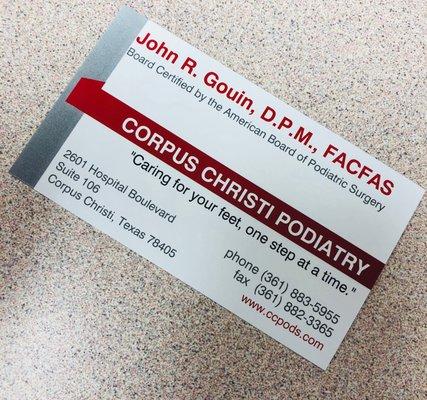 John R. Gouin, D.P.M., FACFAS
Board Certified by the American Board of Podiatric Surgery
CORPUS CHRISTI PODIATRY
"Caring for your feet, one step at a time."
2601 Hospital Boulevard
Suite 106
Corpus Christi, Texas 78405
phone (361) 883-5955
fax (361) 882-3365
www.ccpods.com